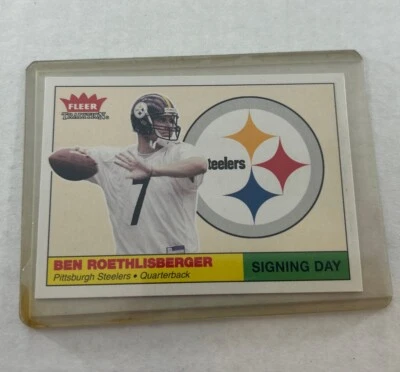 FLEER
TRADITION
Steelers
7
BEN ROETHLISBERGER
Pittsburgh Steelers • Quarterback
SIGNING DAY